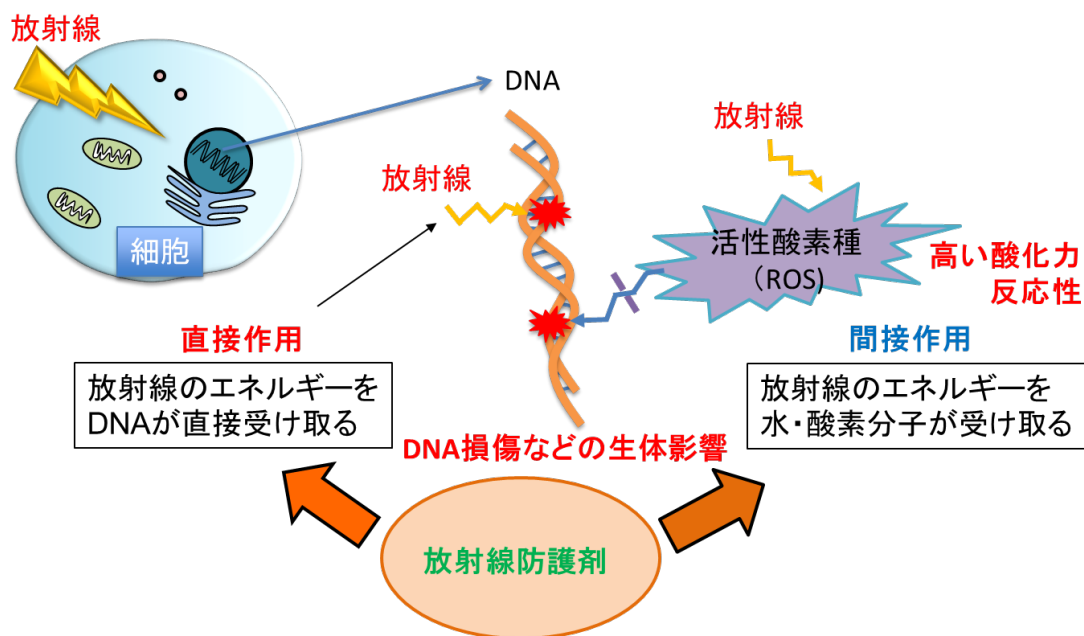 放射線
細胞
DNA
放射線
放射線
活性酸素種
（ROS)
高い酸化力
反応性
直接作用
放射線のエネルギーを
DNAが直接受け取る
間接作用
放射線のエネルギーを
水・酸素分子が受け取る
DNA損傷などの生体影響
放射線防護剤